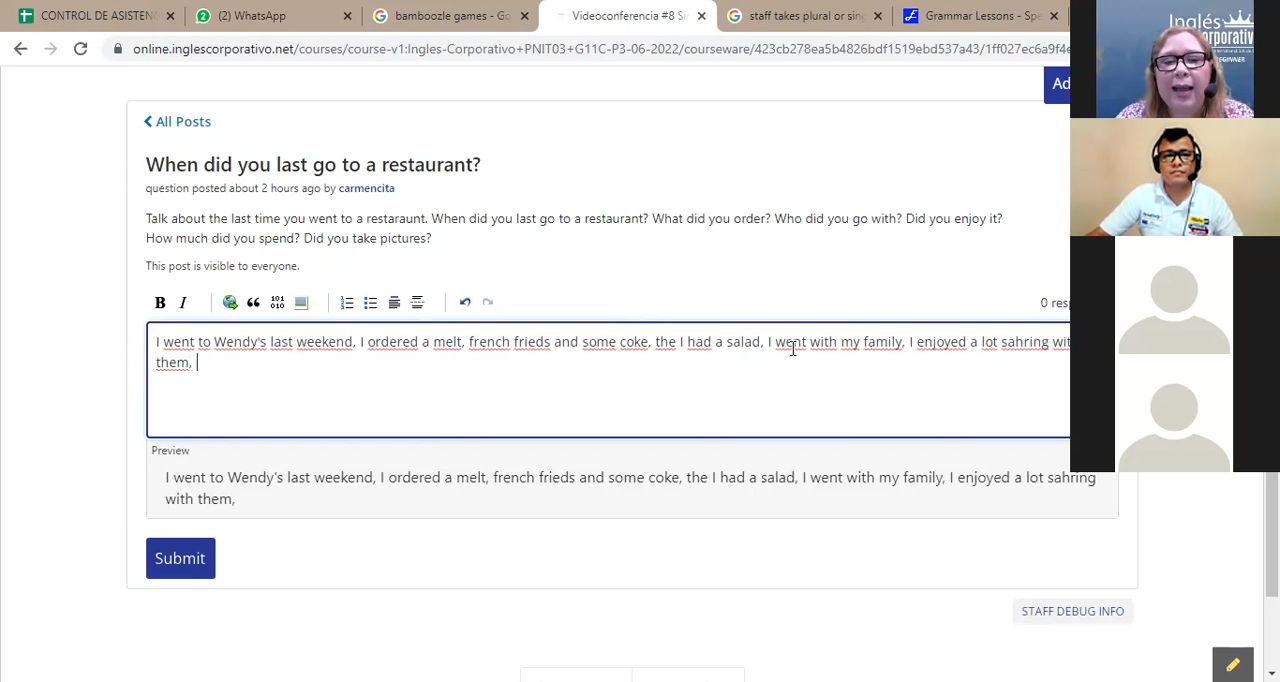 CONTROL DE ASISTEN
(2) WhatsApp
bamboozle games - Go
Videoconferencia #8 Si
staff takes plural or sin
Grammar Lessons - Spe
online.inglescorporativo.net/courses/course-v1:Ingles-Corporativo+PNIT03+G11C-P3-06-2022/courseware/423cb278ea5b4826bdf1519ebd537a43/1ff027ec6a9f4e
Inglés
Corporativo
Ad
All Posts
When did you last go to a restaurant?
question posted about 2 hours ago by carmencita
Talk about the last time you went to a restaraunt. When did you last go to a restaurant? What did you order? Who did you go with? Did you enjoy it?
How much did you spend? Did you take pictures?
This post is visible to everyone.
B I
0 resp
I went to Wendy's last weekend, I ordered a melt, french frieds and some coke, the I had a salad, I went with my family, I enjoyed a lot sahring wit
them,
Preview
I went to Wendy's last weekend, I ordered a melt, french frieds and some coke, the I had a salad, I went with my family, I enjoyed a lot sahring
with them,
Submit
STAFF DEBUG INFO